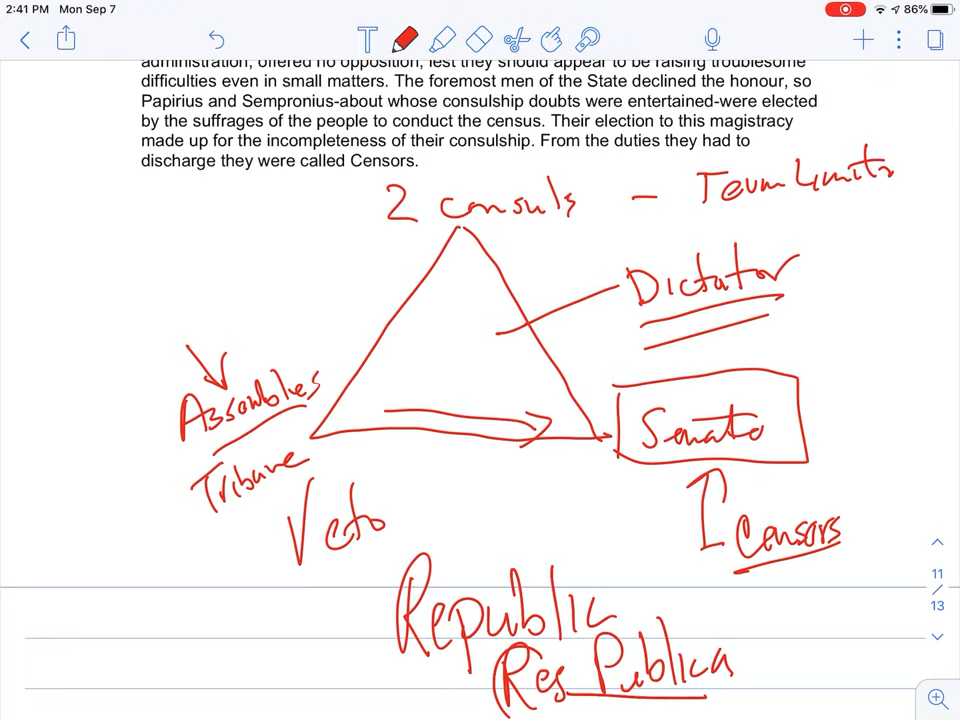 2:41 PM Mon Sep 7
86%
administration, offered no opposition, lest they should appear to be raising troublesome
difficulties even in small matters. The foremost men of the State declined the honour, so
Papirius and Sempronius-about whose consulship doubts were entertained-were elected
by the suffrages of the people to conduct the census. Their election to this magistracy
made up for the incompleteness of their consulship. From the duties they had to
discharge they were called Censors.
2 consuls - Term Limits
Dictator
Assemblies
Senate
Tribune
Veto
Censors
Republic
Res Publica
11
/
13